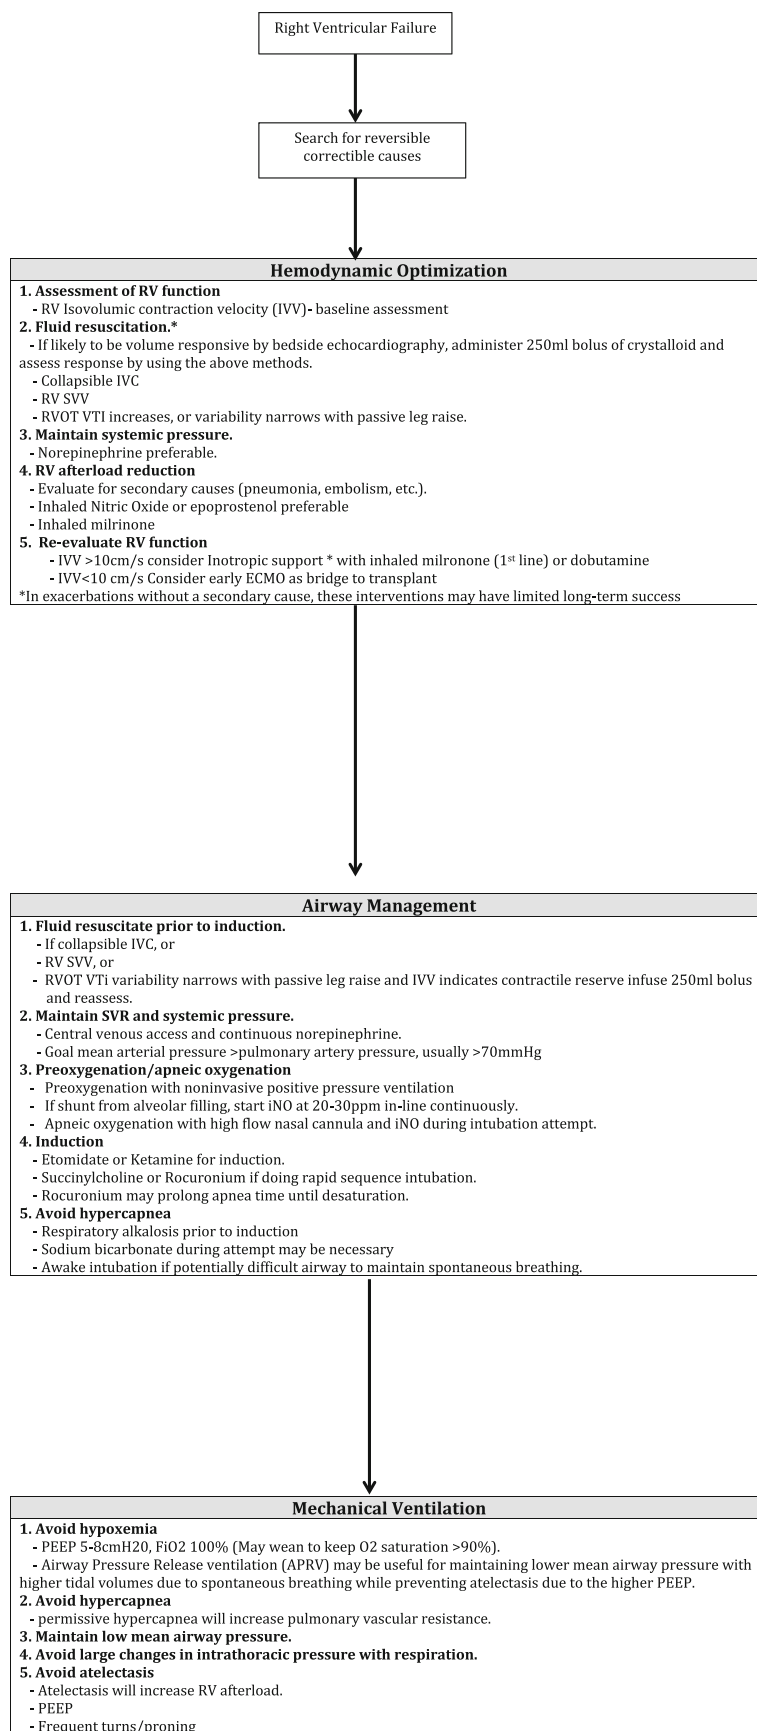 Right Ventricular Failure
Search for reversible
correctible causes
Hemodynamic Optimization
1. Assessment of RV function
- RV Isovolumic contraction velocity (IVV)- baseline assessment
2. Fluid resuscitation.*
- If likely to be volume responsive by bedside echocardiography, administer 250ml bolus of crystalloid and
assess response by using the above methods.
- Collapsible IVC
- RV SVV
- RVOT VTI increases, or variability narrows with passive leg raise.
3. Maintain systemic pressure.
- Norepinephrine preferable.
4. RV afterload reduction
- Evaluate for secondary causes (pneumonia, embolism, etc.).
- Inhaled Nitric Oxide or epoprostenol preferable
- Inhaled milrinone
5. Re-evaluate RV function
- IVV >10cm/s consider Inotropic support * with inhaled milronone (1st line) or dobutamine
- IVV<10 cm/s Consider early ECMO as bridge to transplant
*In exacerbations without a secondary cause, these interventions may have limited long-term success
Airway Management
1. Fluid resuscitate prior to induction.
- If collapsible IVC, or
- RV SVV, or
- RVOT VTi variability narrows with passive leg raise and IVV indicates contractile reserve infuse 250ml bolus
and reassess.
2. Maintain SVR and systemic pressure.
- Central venous access and continuous norepinephrine.
- Goal mean arterial pressure >pulmonary artery pressure, usually >70mmHg
3. Preoxygenation/apneic oxygenation
- Preoxygenation with noninvasive positive pressure ventilation
- If shunt from alveolar filling, start iNO at 20-30ppm in-line continuously.
- Apneic oxygenation with high flow nasal cannula and iNO during intubation attempt.
4. Induction
- Etomidate or Ketamine for induction.
- Succinylcholine or Rocuronium if doing rapid sequence intubation.
- Rocuronium may prolong apnea time until desaturation.
5. Avoid hypercapnea
- Respiratory alkalosis prior to induction
- Sodium bicarbonate during attempt may be necessary
- Awake intubation if potentially difficult airway to maintain spontaneous breathing.
Mechanical Ventilation
1. Avoid hypoxemia
- PEEP 5-8cmH20, FiO2 100% (May wean to keep O2 saturation >90%).
- Airway Pressure Release ventilation (APRV) may be useful for maintaining lower mean airway pressure with
higher tidal volumes due to spontaneous breathing while preventing atelectasis due to the higher PEEP.
2. Avoid hypercapnea
- permissive hypercapnea will increase pulmonary vascular resistance.
3. Maintain low mean airway pressure.
4. Avoid large changes in intrathoracic pressure with respiration.
5. Avoid atelectasis
- Atelectasis will increase RV afterload.
- PEEP
- Frequent turns/proning